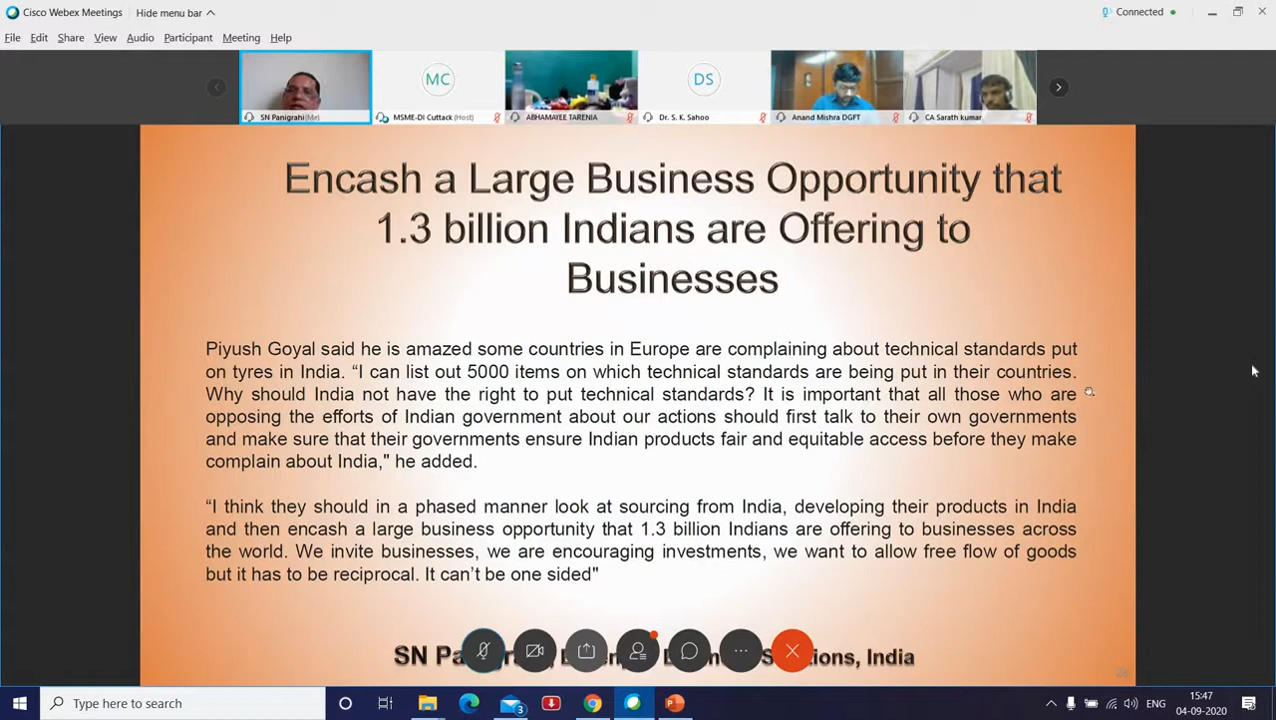 Cisco Webex Meetings
Hide menu bar
Connected
File Edit Share View Audio Participant Meeting Help
MC
DS
SN Panigrahi(Me)
MSME-DI Cuttack (Host)
ABHAMAYEE TARENIA
Dr. S. K. Sahoo
Anand Mishra DGFT
CA Sarath kumar
Encash a Large Business Opportunity that
1.3 billion Indians are Offering to
Businesses
Piyush Goyal said he is amazed some countries in Europe are complaining about technical standards put
on tyres in India. “I can list out 5000 items on which technical standards are being put in their countries.
Why should India not have the right to put technical standards? It is important that all those who are
opposing the efforts of Indian government about our actions should first talk to their own governments
and make sure that their governments ensure Indian products fair and equitable access before they make
complain about India," he added.
“I think they should in a phased manner look at sourcing from India, developing their products in India
and then encash a large business opportunity that 1.3 billion Indians are offering to businesses across
the world. We invite businesses, we are encouraging investments, we want to allow free flow of goods
but it has to be reciprocal. It can’t be one sided"
SN India
Type here to search
3
ENG
15:47
04-09-2020